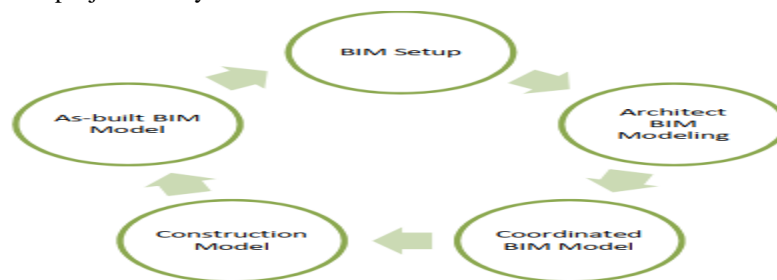 BIM Setup
Architect
BIM
Modeling
Coordinated
BIM Model
Construction
Model
As-built BIM
Model